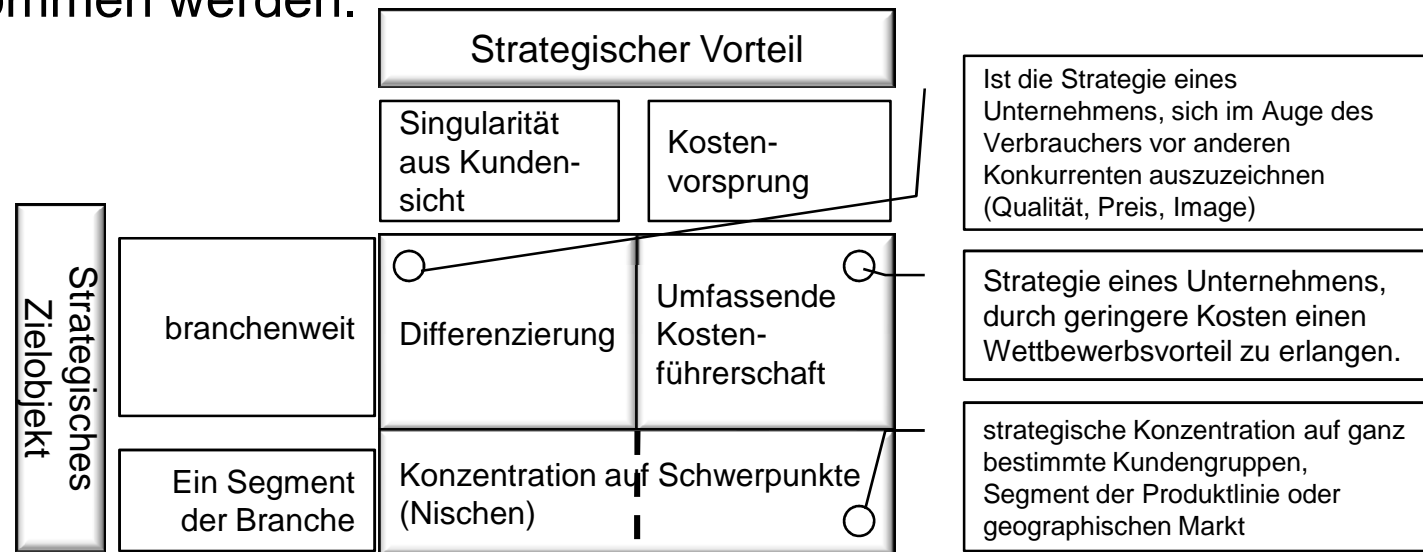 ommen werden.
Strategischer Vorteil
Singularität
aus Kunden-
sicht
Kosten-
vorsprung
Ist die Strategie eines
Unternehmens, sich im Auge des
Verbrauchers vor anderen
Konkurrenten auszuzeichnen
(Qualität, Preis, Image)
Strategisches
Zielobjekt
branchenweit
Differenzierung
Umfassende
Kosten-
führerschaft
Strategie eines Unternehmens,
durch geringere Kosten einen
Wettbewerbsvorteil zu erlangen.
Ein Segment
der Branche
Konzentration auf Schwerpunkte
(Nischen)
strategische Konzentration auf ganz
bestimmte Kundengruppen,
Segment der Produktlinie oder
geographischen Markt